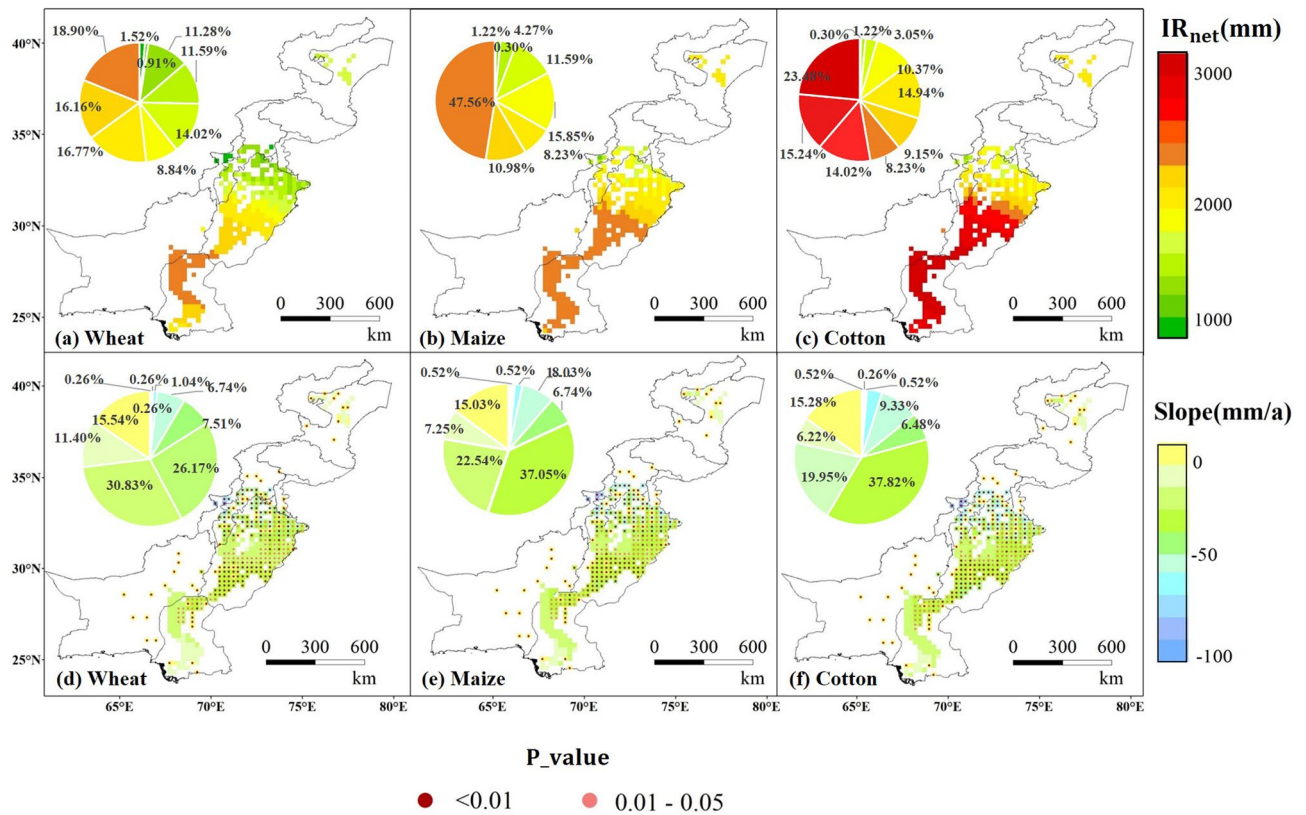 IRnet(mm)
3000
2000
1000
40°N
35°N
30°N
25°N
18.90%
1.52%
11.28%
0.91%
11.59%
16.16%
14.02%
16.77%
8.84%
0 300 600
km
(a) Wheat
1.22%
4.27%
0.30%
11.59%
47.56%
15.85%
8.23%
10.98%
0 300 600
km
(b) Maize
0.30%
1.22%
3.05%
23.48%
10.37%
14.94%
15.24%
9.15%
14.02%
8.23%
0 300 600
km
(c) Cotton
Slope(mm/a)
0
-50
-100
40°N
35°N
30°N
25°N
0.26%
0.26%
1.04%
6.74%
15.54%
0.26%
7.51%
11.40%
26.17%
30.83%
0 300 600
km
(d) Wheat
0.52%
0.52%
6.74%
15.03%
7.25%
22.54%
37.05%
0 300 600
km
(e) Maize
0.52%
0.26%
0.52%
15.28%
9.33%
6.48%
6.22%
19.95%
37.82%
0 300 600
km
(f) Cotton
65°E 70°E 75°E 80°E
65°E 70°E 75°E 80°E
65°E 70°E 75°E 80°E
P_value
<0.01
0.01 - 0.05